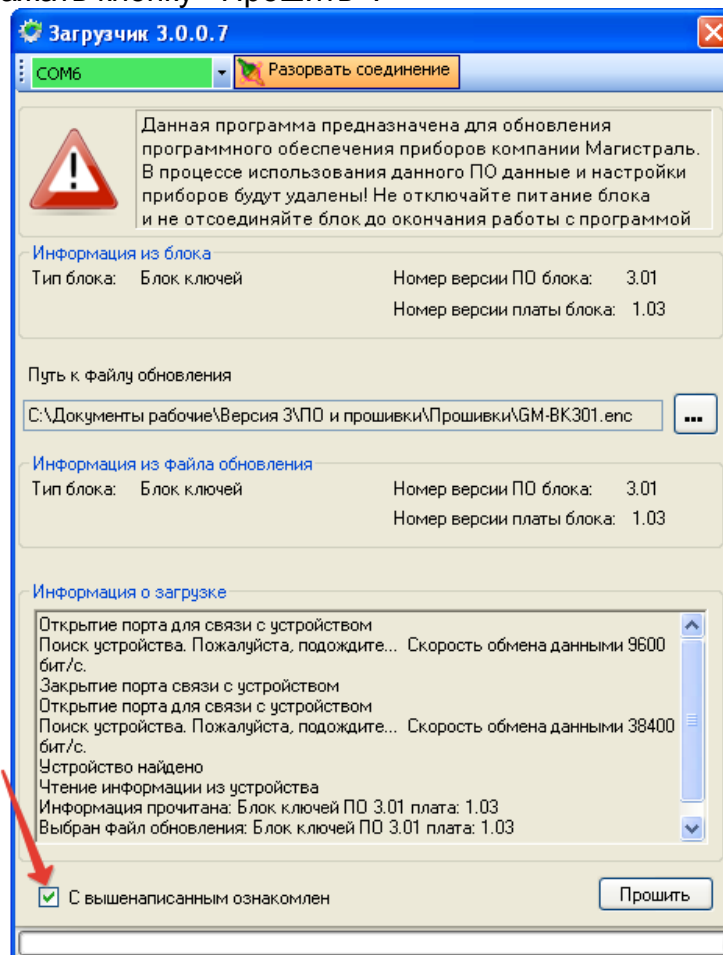 жать кнопку "Прошить".
Загрузчик 3.0.0.7
COM6 Разорвать соединение
Данная программа предназначена для обновления
программного обеспечения приборов компании Магистраль.
В процессе использования данного ПО данные и настройки
приборов будут удалены! Не отключайте питание блока
и не отсоединяйте блок до окончания работы с программой
Информация из блока
Тип блока: Блок ключей Номер версии ПО блока: 3.01
Номер версии платы блока: 1.03
Путь к файлу обновления
C:\Документы рабочие\Версия 3\ПО и прошивки\Прошивки\GM-BK301.enc ...
Информация из файла обновления
Тип блока: Блок ключей Номер версии ПО блока: 3.01
Номер версии платы блока: 1.03
Информация о загрузке
Открытие порта для связи с устройством
Поиск устройства. Пожалуйста, подождите... Скорость обмена данными 9600
бит/с.
Закрытие порта связи с устройством
Открытие порта для связи с устройством
Поиск устройства. Пожалуйста, подождите... Скорость обмена данными 38400
бит/с.
Устройство найдено
Чтение информации из устройства
Информация прочитана: Блок ключей ПО 3.01 плата: 1.03
Выбран файл обновления: Блок ключей ПО 3.01 плата: 1.03
С вышенаписанным ознакомлен Прошить